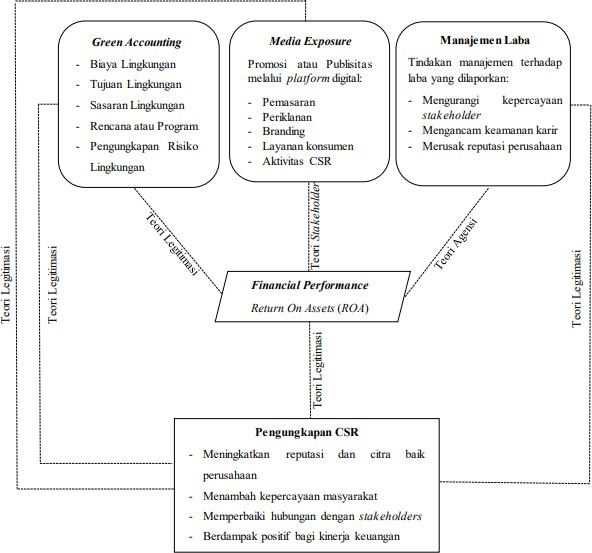 Green Accounting
- Biaya Lingkungan
- Tujuan Lingkungan
- Sasaran Lingkungan
- Rencana atau Program
- Pengungkapan Risiko
Lingkungan
Media Exposure
Promosi atau Publisitas
melalui platform digital:
- Pemasaran
- Periklanan
- Branding
- Layanan konsumen
- Aktivitas CSR
Manajemen Laba
Tindakan manajemen terhadap
laba yang dilaporkan:
- Mengurangi kepercayaan
stakeholder
- Mengancam keamanan karir
- Merusak reputasi perusahaan
Teori Legitimasi
Teori Legitimasi
Teori Legitimasi
Teori Stakeholder
Teori Agensi
Teori Legitimasi
Financial Performance
Return On Assets (ROA)
Teori Legitimasi
Pengungkapan CSR
- Meningkatkan reputasi dan citra baik
perusahaan
- Menambah kepercayaan masyarakat
- Memperbaiki hubungan dengan stakeholders
- Berdampak positif bagi kinerja keuangan